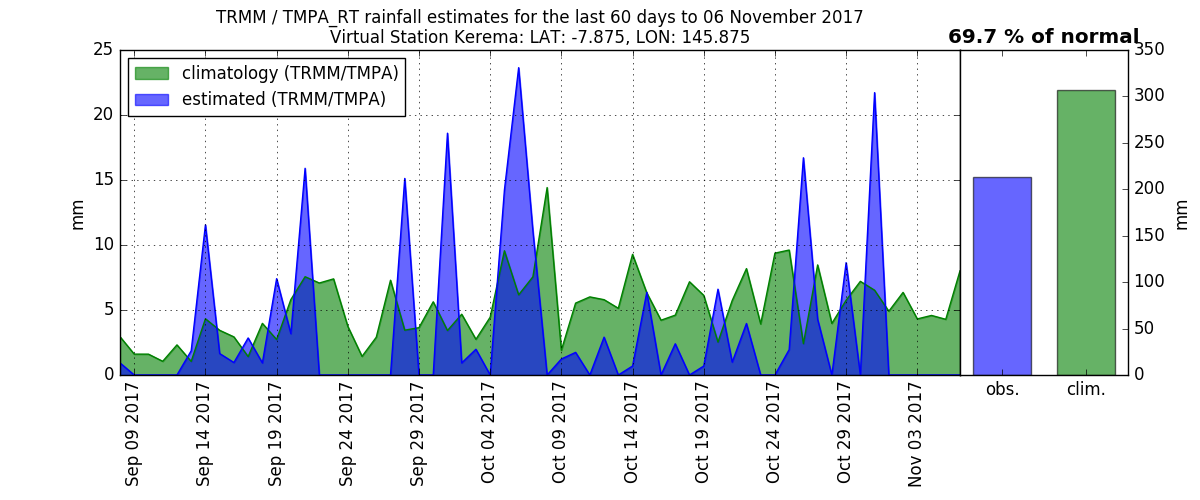 TRMM / TMPA_RT rainfall estimates for the last 60 days to 06 November 2017
Virtual Station Kerema: LAT: -7.875, LON: 145.875
69.7 % of normal
climatology (TRMM/TMPA)
estimated (TRMM/TMPA)
25
20
15
10
5
0
mm
350
300
250
200
150
100
50
0
mm
Sep 09 2017
Sep 14 2017
Sep 19 2017
Sep 24 2017
Sep 29 2017
Oct 04 2017
Oct 09 2017
Oct 14 2017
Oct 19 2017
Oct 24 2017
Oct 29 2017
Nov 03 2017
obs.
clim.